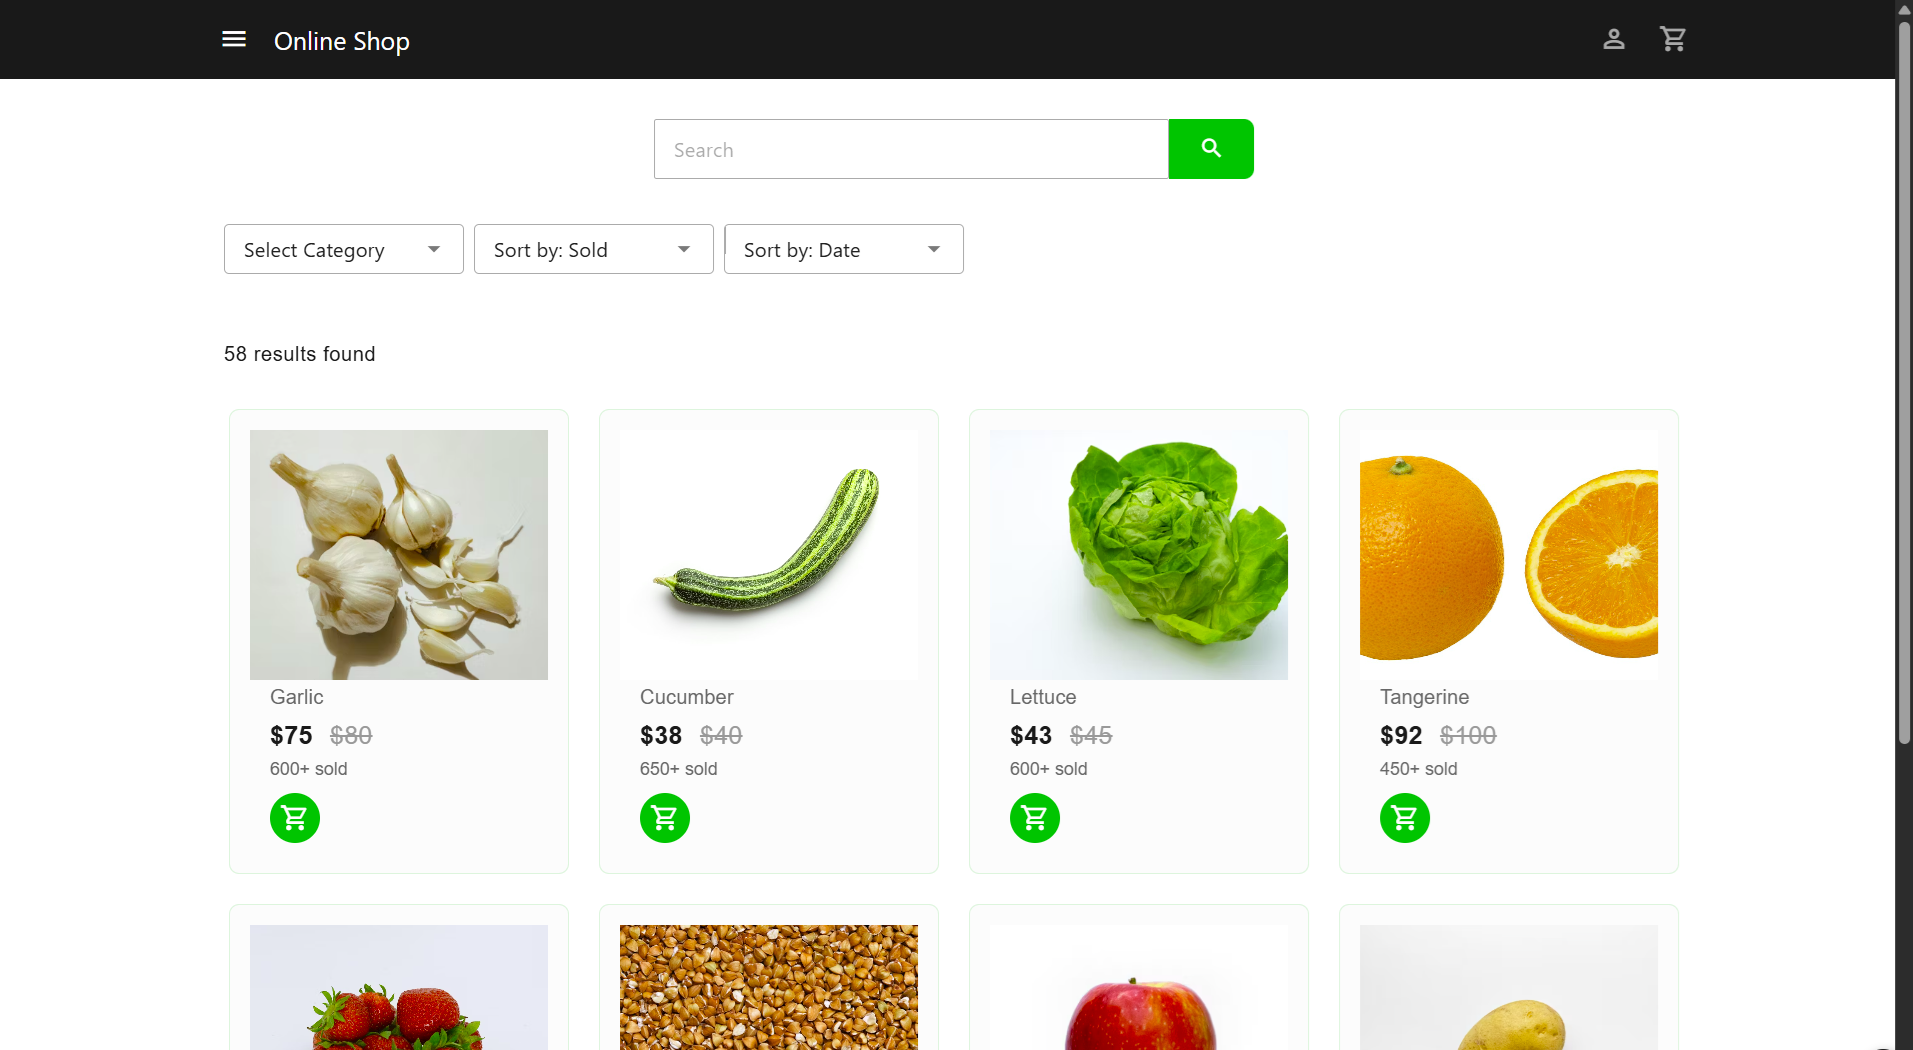 Online Shop
Search
Select Category
Sort by: Sold
Sort by: Date
58 results found
Garlic
$75 $80
600+ sold
Cucumber
$38 $40
650+ sold
Lettuce
$43 $45
600+ sold
Tangerine
$92 $100
450+ sold